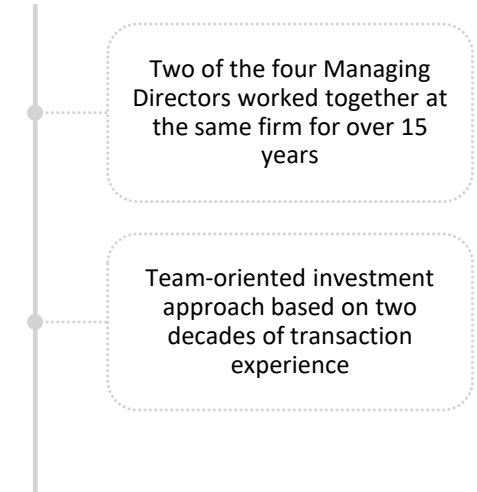 Two of the four Managing
Directors worked together at
the same firm for over 15
years
Team-oriented investment
approach based on two
decades of transaction
experience